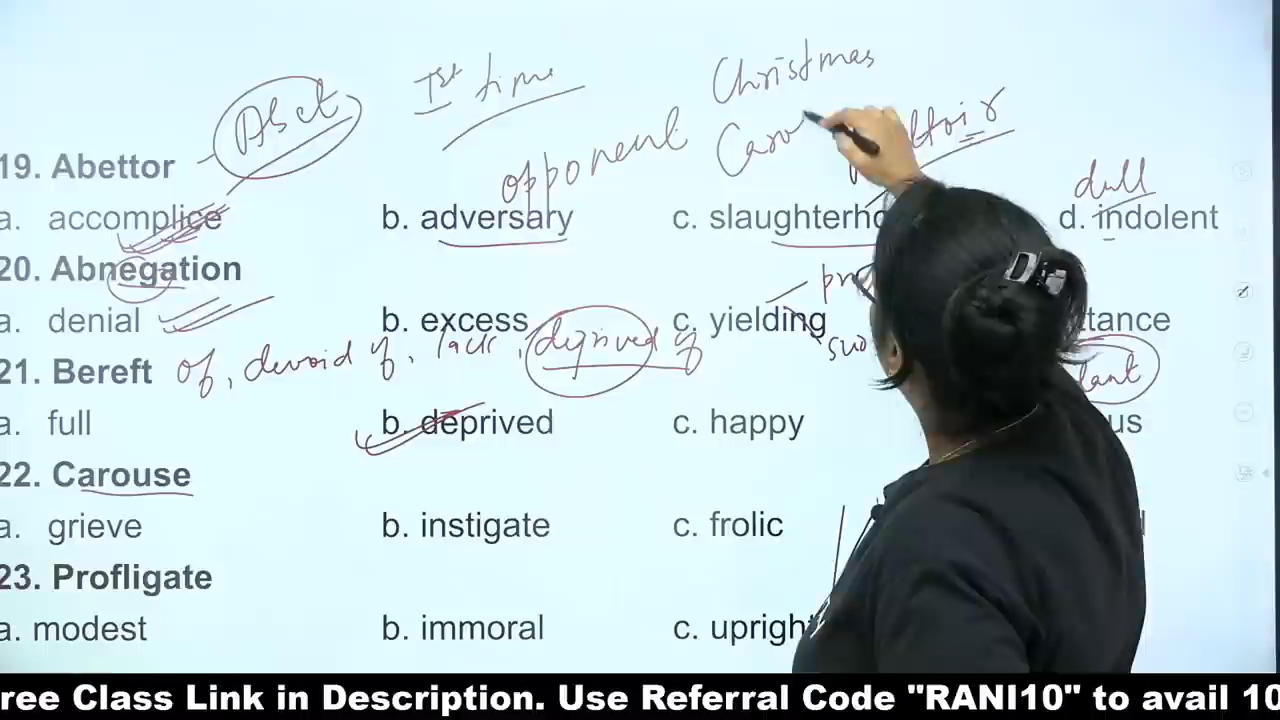 Christmas
Ist time
Abet
opponent
19. Abettor
dull
a. accomplice b. adversary c. slaughterho d. indolent
20. Abnegation
a. denial b. excess c. yielding ttance
21. Bereft of, devoid of, lack, deprived of
a. full b. deprived c. happy us
22. Carouse
a. grieve b. instigate c. frolic
23. Profligate
a. modest b. immoral c. upright
ree Class Link in Description. Use Referral Code "RANI10" to avail 10